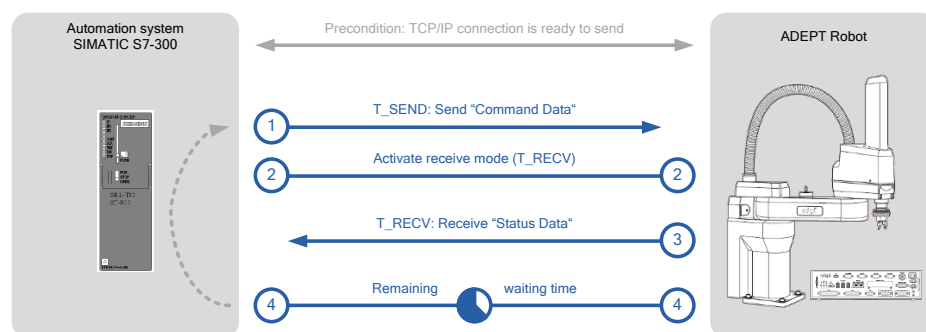 Automation system
SIMATIC S7-300
Precondition: TCP/IP connection is ready to send
ADEPT Robot
T_SEND: Send “Command Data“
1
Activate receive mode (T_RECV)
2
2
T_RECV: Receive “Status Data“
3
Remaining
waiting time
4
4